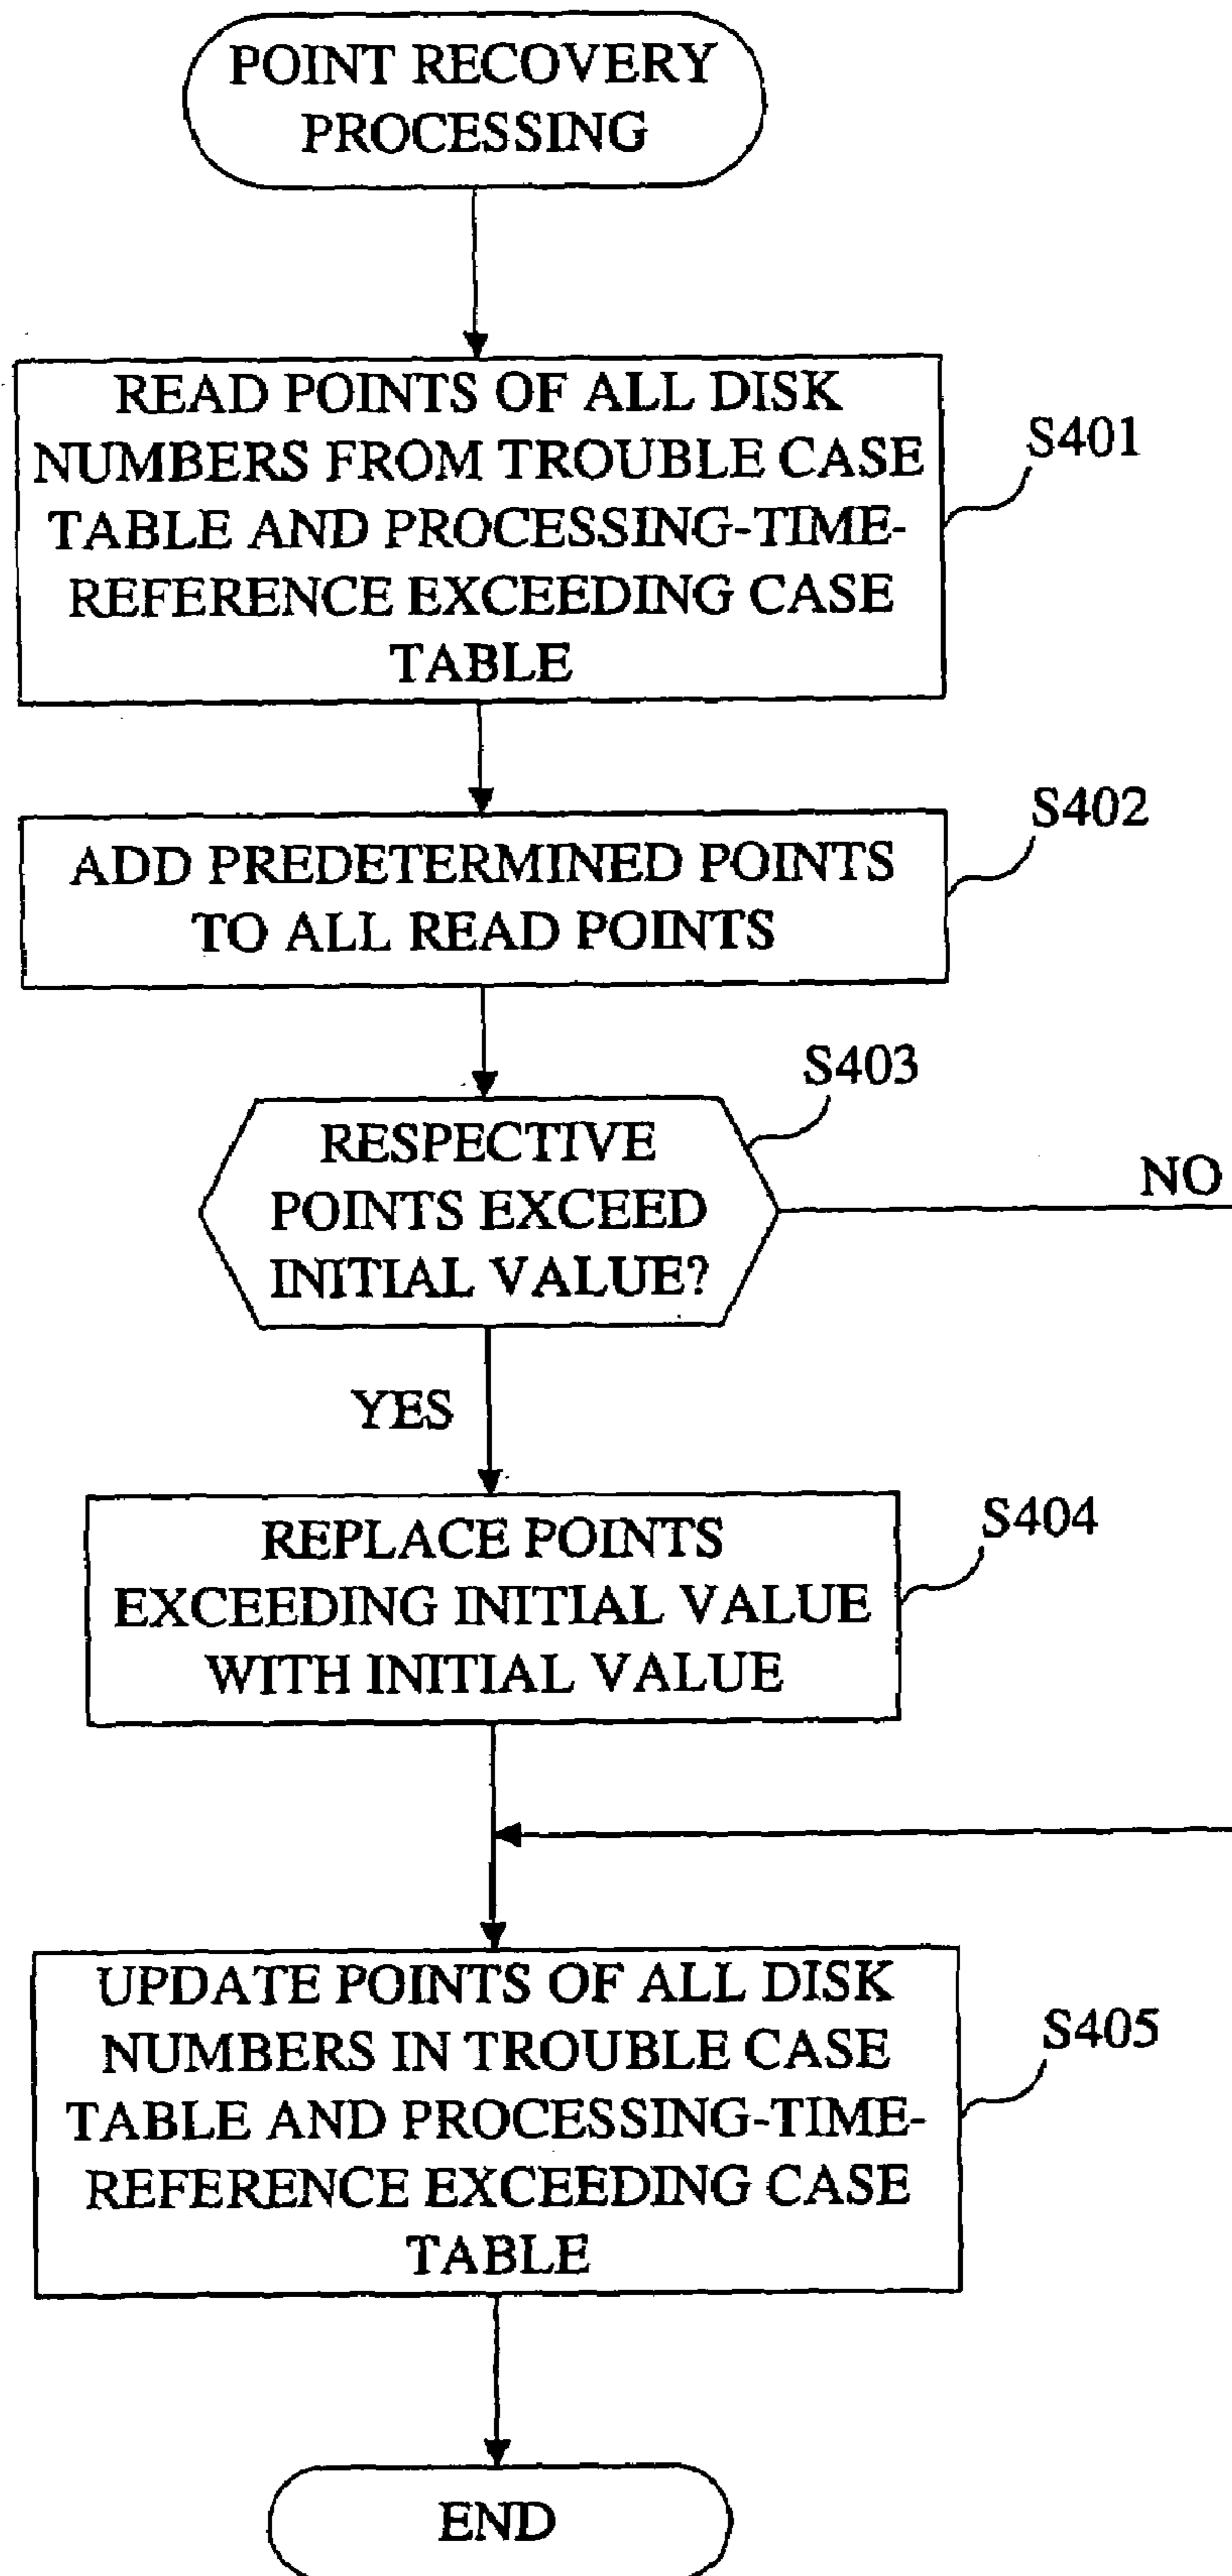 POINT RECOVERY
PROCESSING
READ POINTS OF ALL DISK
NUMBERS FROM TROUBLE CASE
TABLE AND PROCESSING-TIME-
REFERENCE EXCEEDING CASE
TABLE
S401
ADD PREDETERMINED POINTS
TO ALL READ POINTS
S402
RESPECTIVE
POINTS EXCEED
INITIAL VALUE?
S403
NO
YES
REPLACE POINTS
EXCEEDING INITIAL VALUE
WITH INITIAL VALUE
S404
UPDATE POINTS OF ALL DISK
NUMBERS IN TROUBLE CASE
TABLE AND PROCESSING-TIME-
REFERENCE EXCEEDING CASE
TABLE
S405
END